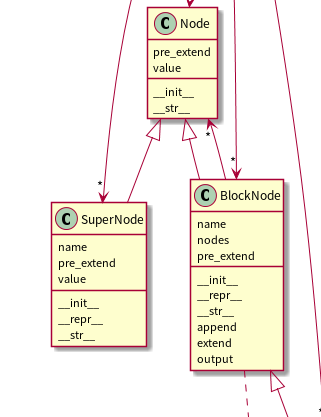 C Node
pre_extend
value
__init__
__str__
*
*
*
C SuperNode
name
pre_extend
value
__init__
__repr__
__str__
C BlockNode
name
nodes
pre_extend
__init__
__repr__
__str__
append
extend
output